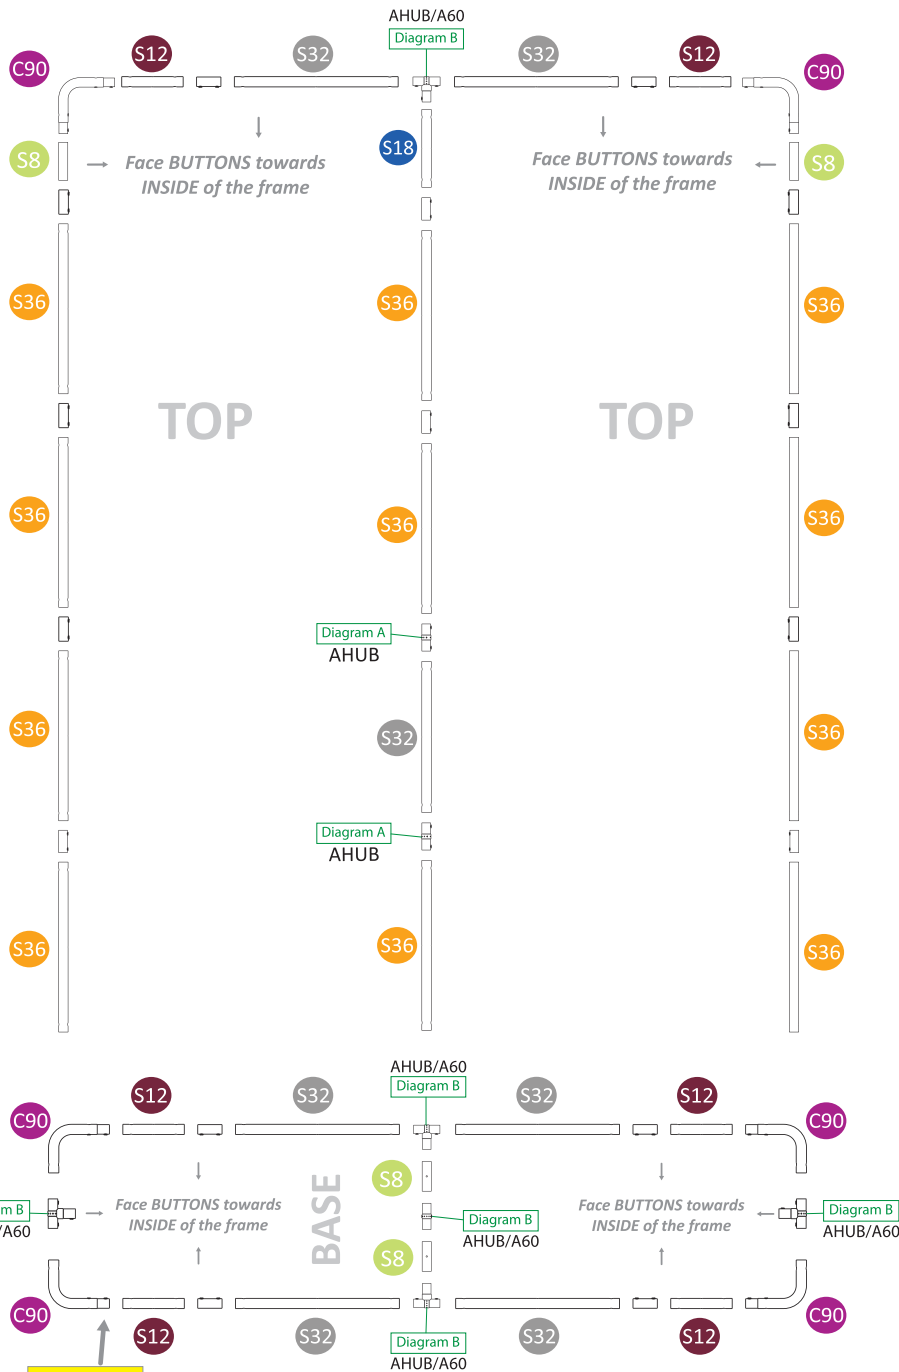 AHUB/A60
Diagram B
S12
S32
S32
S12
C90
C90
S18
S8
S8
Face BUTTONS towards
INSIDE of the frame
Face BUTTONS towards
INSIDE of the frame
S36
S36
S36
TOP
TOP
S36
S36
S36
Diagram A
AHUB
S36
S32
S36
Diagram A
AHUB
S36
S36
S36
AHUB/A60
Diagram B
S12
S32
S32
S12
C90
C90
S8
BASE
Face BUTTONS towards
INSIDE of the frame
Face BUTTONS towards
INSIDE of the frame
am B
/A60
Diagram B
AHUB/A60
Diagram B
AHUB/A60
S8
C90
C90
S12
S32
S32
S12
Diagram B
AHUB/A60